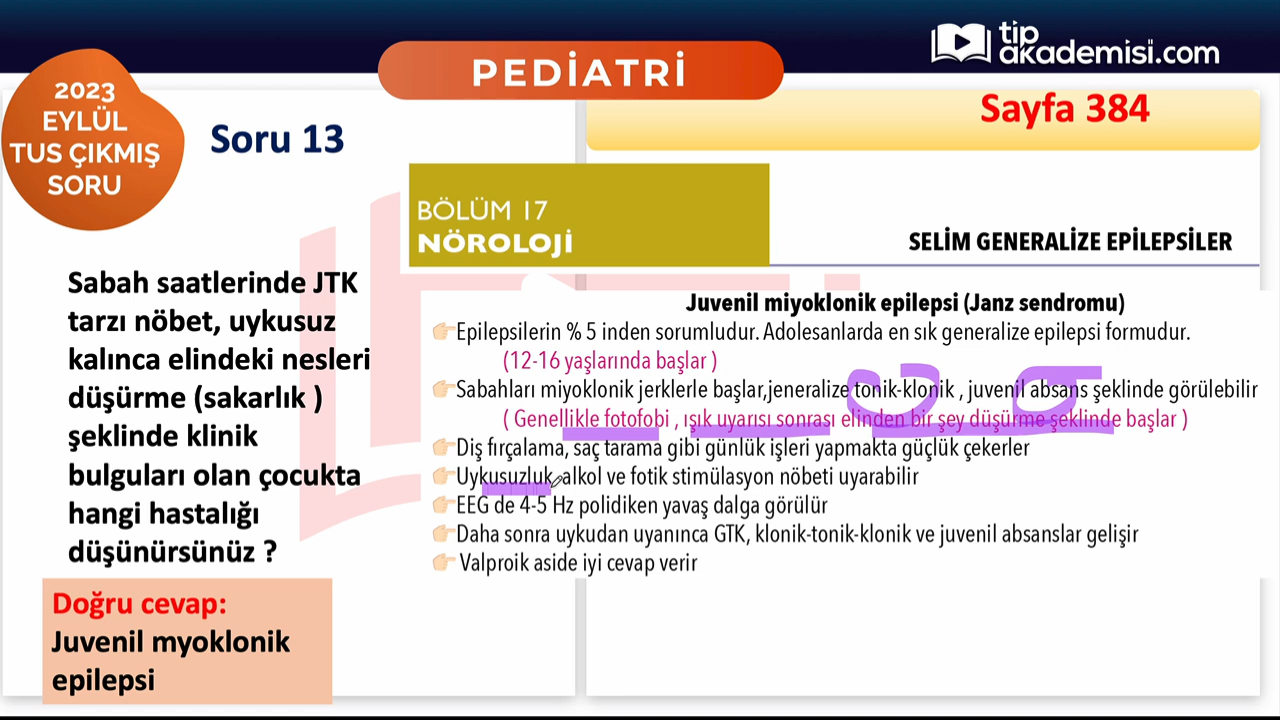 tip
akademisi.com
PEDİATRİ
2023
EYLÜL
TUS ÇIKMIŞ
SORU
Soru 13
Sayfa 384
BÖLÜM 17
NÖROLOJİ
SELİM GENERALİZE EPİLEPSİLER
Sabah saatlerinde JTK
tarzı nöbet, uykusuz
kalınca elindeki nesleri
düşürme (sakarlık )
şeklinde klinik
bulguları olan çocukta
hangi hastalığı
düşünürsünüz ?
Doğru cevap:
Juvenil myoklonik
epilepsi
Juvenil miyoklonik epilepsi (Janz sendromu)
Epilepsilerin % 5 inden sorumludur. Adolesanlarda en sık generalize epilepsi formudur.
(12-16 yaşlarında başlar )
Sabahları miyoklonik jerklerle başlar,jeneralize tonik-klonik , juvenil absans şeklinde görülebilir
( Genellikle fotofobi , ışık uyarısı sonrası elinden bir şey düşürme şeklinde başlar )
Diş fırçalama, saç tarama gibi günlük işleri yapmakta güçlük çekerler
Uykusuzluk, alkol ve fotik stimülasyon nöbeti uyarabilir
EEG de 4-5 Hz polidiken yavaş dalga görülür
Daha sonra uykudan uyanınca GTK, klonik-tonik-klonik ve juvenil absanslar gelişir
Valproik aside iyi cevap verir